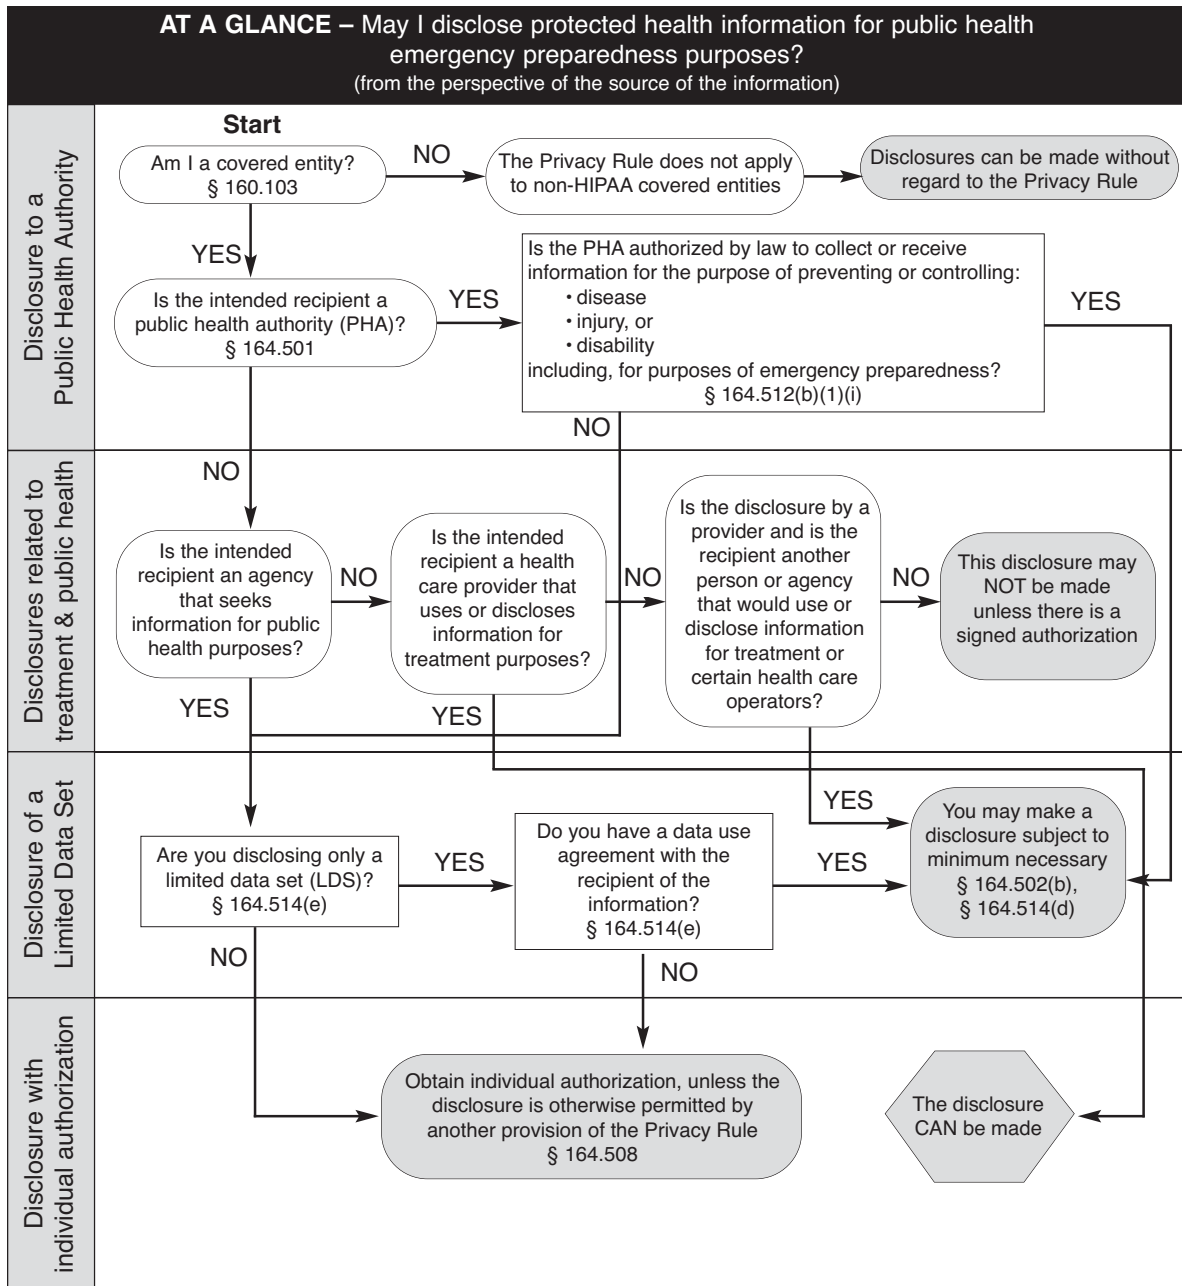 AT A GLANCE – May I disclose protected health information for public health
emergency preparedness purposes?
(from the perspective of the source of the information)
Disclosure to a
Public Health Authority
Start
Am I a covered entity?
§ 160.103
NO
The Privacy Rule does not apply
to non-HIPAA covered entities
Disclosures can be made without
regard to the Privacy Rule
YES
Is the intended recipient a
public health authority (PHA)?
§ 164.501
YES
Is the PHA authorized by law to collect or receive
information for the purpose of preventing or controlling:
• disease
• injury, or
• disability
including, for purposes of emergency preparedness?
§ 164.512(b)(1)(i)
YES
NO
NO
Disclosures related to
treatment & public health
Is the intended
recipient an agency
that seeks
information for public
health purposes?
NO
Is the intended
recipient a health
care provider that
uses or discloses
information for
treatment purposes?
NO
Is the disclosure by a
provider and is the
recipient another
person or agency
that would use or
disclose information
for treatment or
certain health care
operators?
NO
This disclosure may
NOT be made
unless there is a
signed authorization
YES
YES
YES
Disclosure of a
Limited Data Set
Are you disclosing only a
limited data set (LDS)?
§ 164.514(e)
YES
Do you have a data use
agreement with the
recipient of the
information?
§ 164.514(e)
YES
You may make a
disclosure subject to
minimum necessary
§ 164.502(b),
§ 164.514(d)
NO
NO
Disclosure with
individual authorization
Obtain individual authorization, unless the
disclosure is otherwise permitted by
another provision of the Privacy Rule
§ 164.508
The disclosure
CAN be made